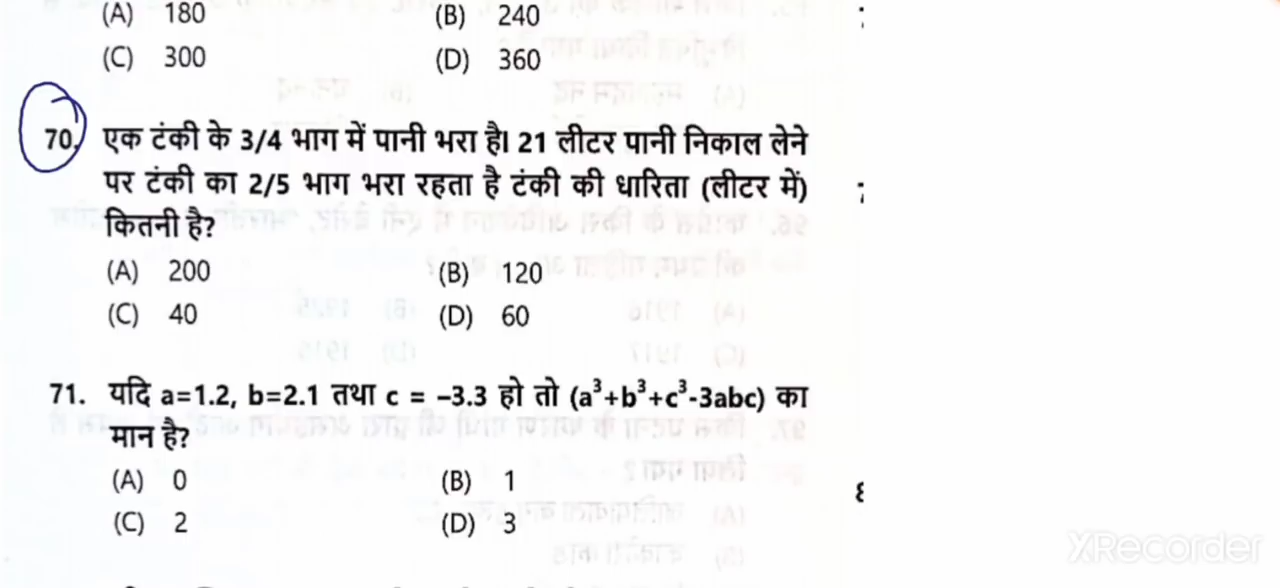 (A) 180 (B) 240
(C) 300 (D) 360
70. एक टंकी के 3/4 भाग में पानी भरा है। 21 लीटर पानी निकाल लेने
पर टंकी का 2/5 भाग भरा रहता है टंकी की धारिता (लीटर में)
कितनी है?
(A) 200 (B) 120
(C) 40 (D) 60
71. यदि a=1.2, b=2.1 तथा c = –3.3 हो तो (a³+b³+c³-3abc) का
मान है?
(A) 0 (B) 1
(C) 2 (D) 3
XRecorder